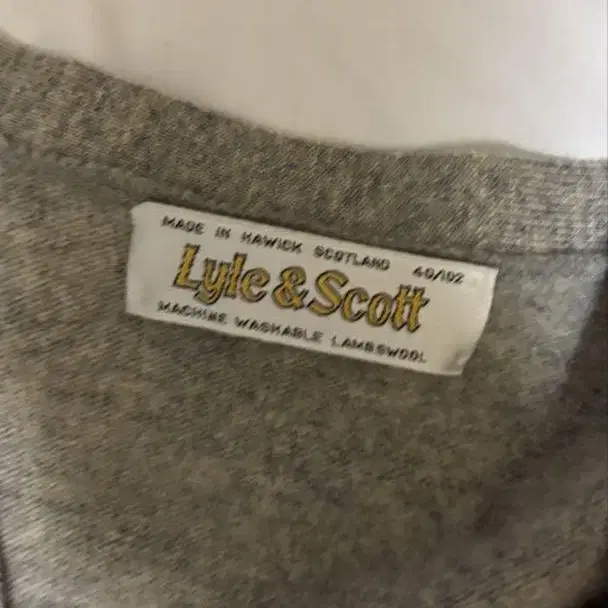 MADE IN HAWICK SCOTLAND 40/102
Lyle & Scott
MACHINE WASHABLE LAMBSWOOL